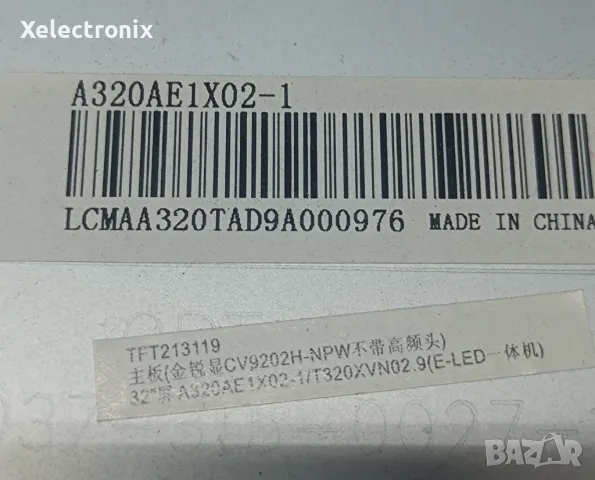 Xelectronix
A320AE1X02-1
LCMAA320TAD9A000976 MADE IN CHINA
TFT213119
主板(金锐显CV9202H-NPW不带高频头)
32"屏 A320AE1X02-1/T320XVN02.9(E-LED一体机)
BAZAR